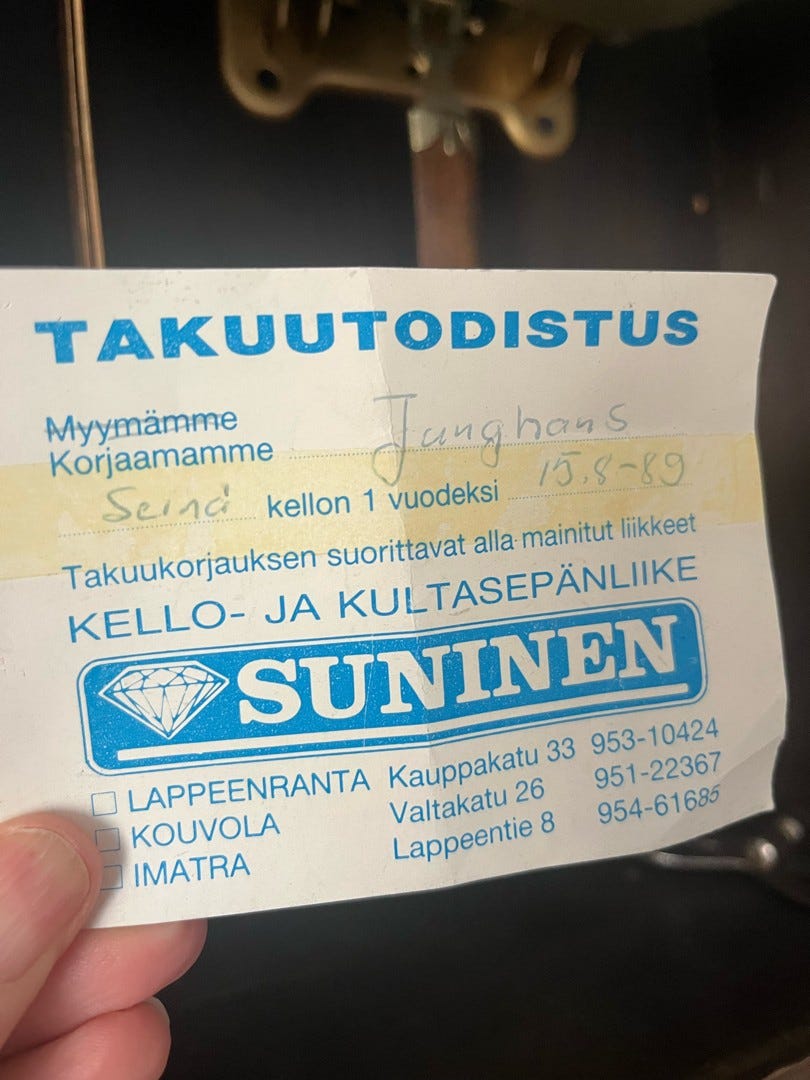 TAKUUTODISTUS
Myymämme
Korjaamamme Junghans
Seinä kellon 1 vuodeksi 15.8-89
Takuukorjauksen suorittavat alla mainitut liikkeet
KELLO- JA KULTASEPÄNLIIKE
SUNINEN
LAPPEENRANTA Kauppakatu 33 953-10424
KOUVOLA Valtakatu 26 951-22367
IMATRA Lappeentie 8 954-61685